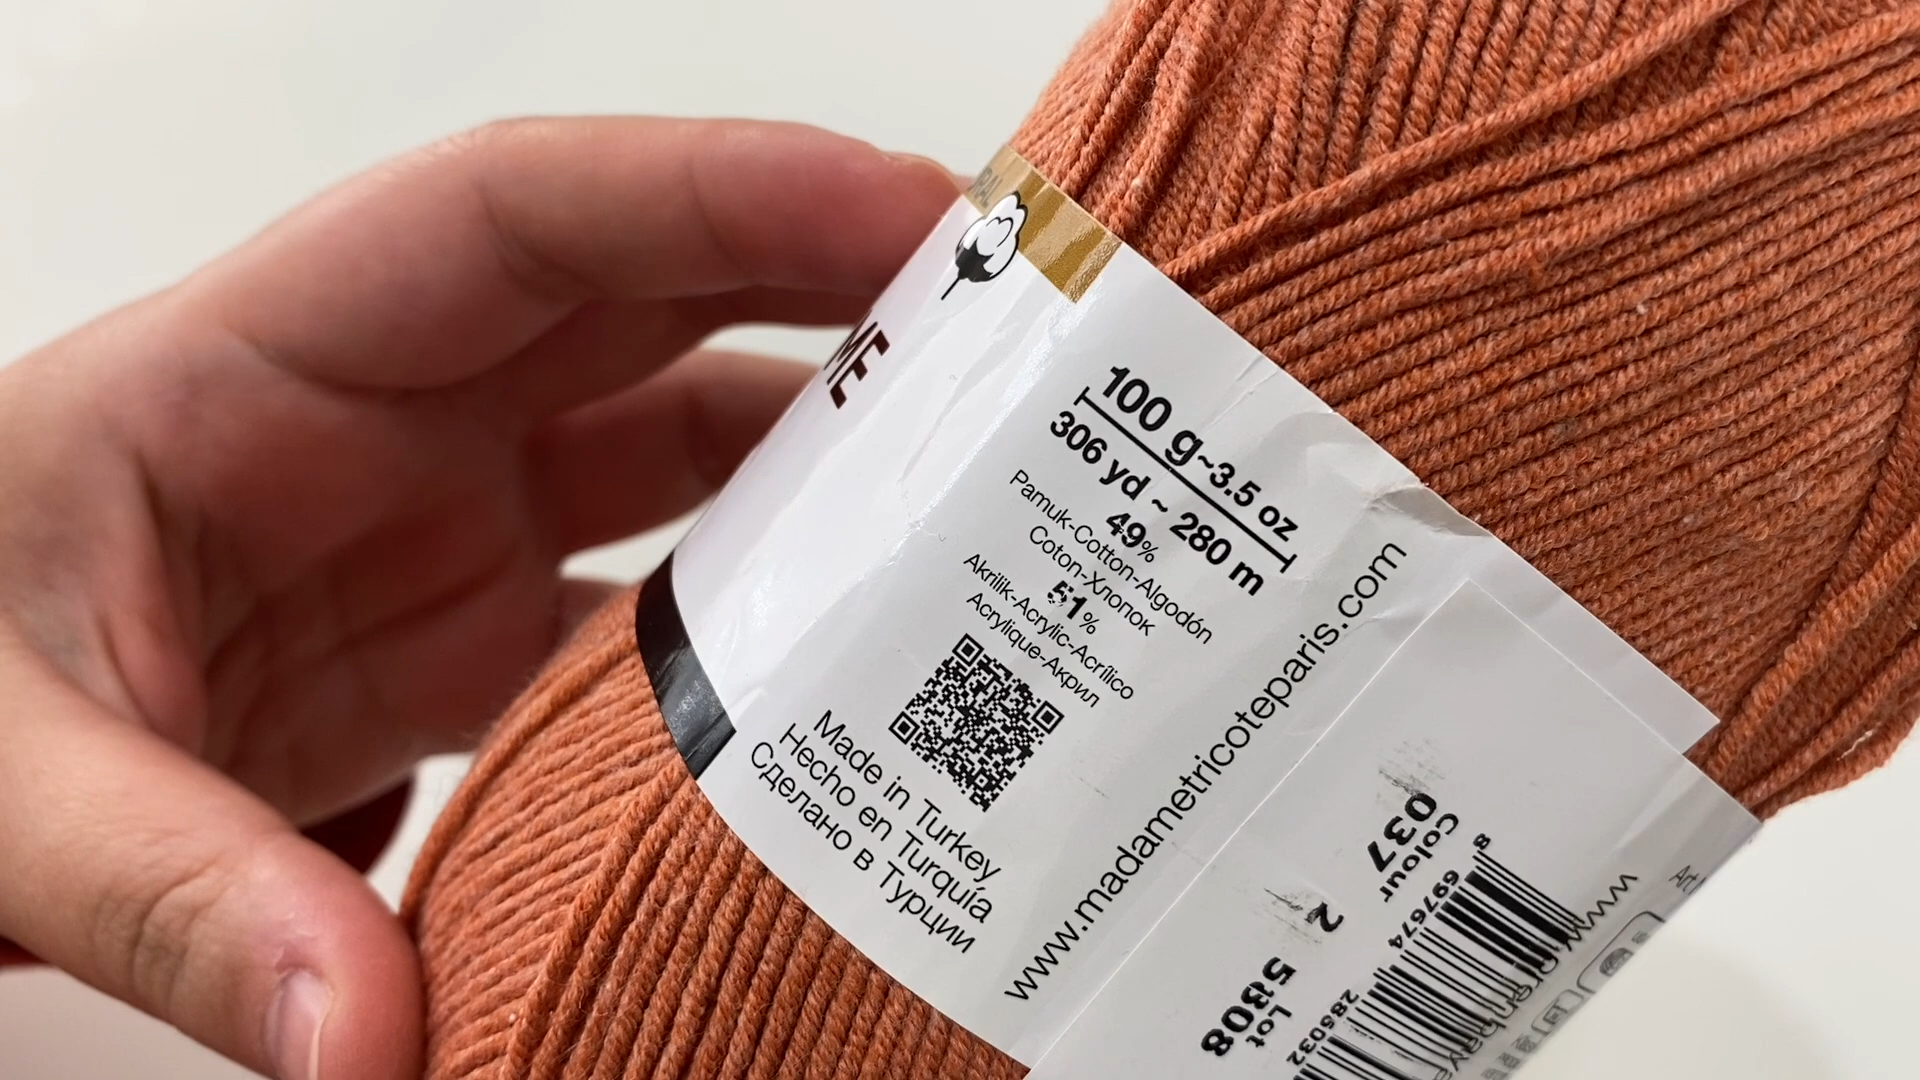 ME
100 g~3.5 oz
306 yd ~ 280 m
49%
Pamuk-Cotton-Algodón
Coton-Хлопок
51%
Akrilik-Acrylic-Acrílico
Acrylique-Акрил
Made in Turkey
Hecho en Turquía
Сделано в Турции
www.madametricoteparis.com
Colour
037
2
Lot
5808
8 697674 285032